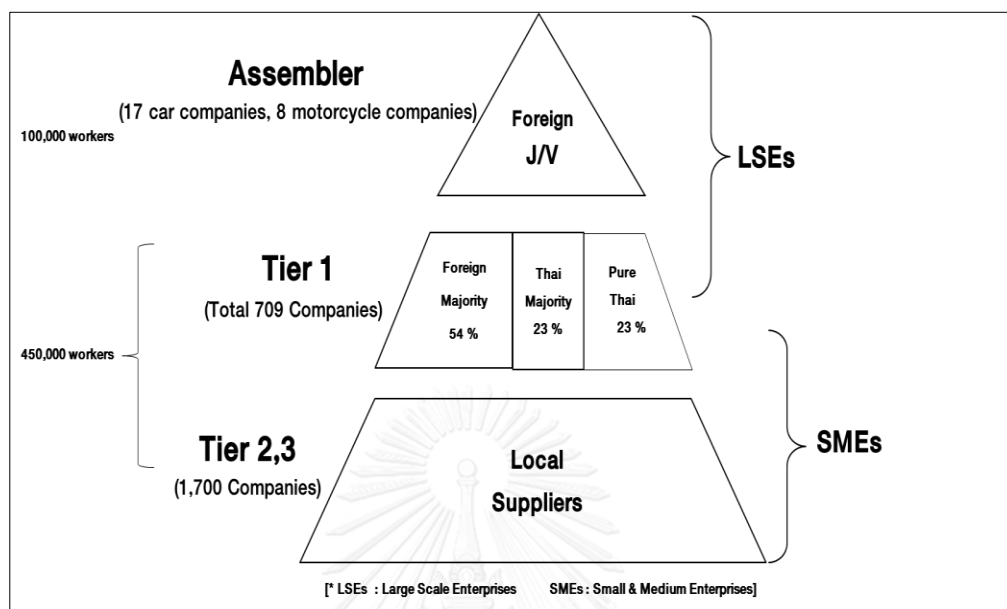 Assembler
(17 car companies, 8 motorcycle companies)
100,000 workers
Foreign
J/V
LSEs
Tier 1
(Total 709 Companies)
Foreign
Majority
54 %
Thai
Majority
23 %
Pure
Thai
23 %
450,000 workers
Tier 2,3
(1,700 Companies)
Local
Suppliers
SMEs
[* LSEs : Large Scale Enterprises SMEs : Small & Medium Enterprises]